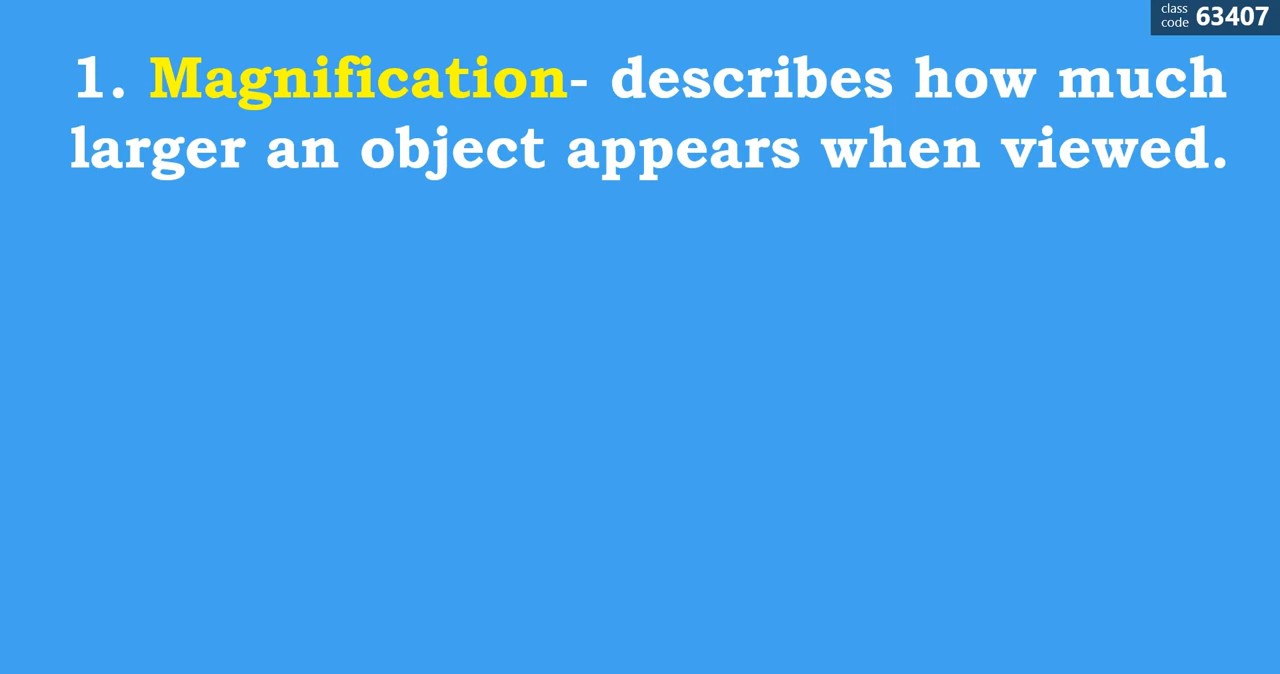 class
code 63407
1. Magnification- describes how much
larger an object appears when viewed.